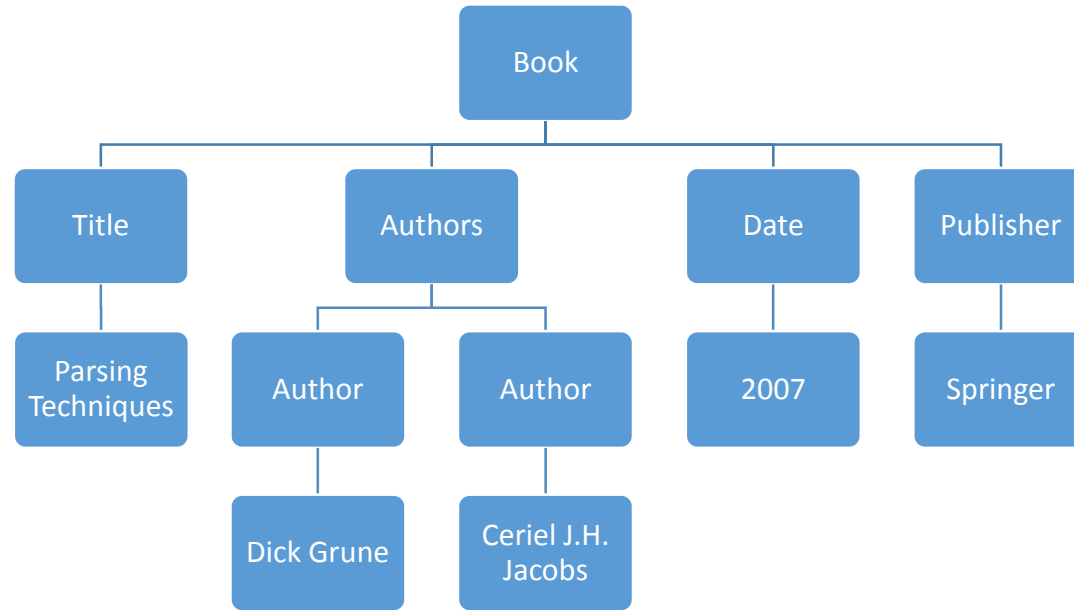 Book
Title
Authors
Date
Publisher
Parsing
Techniques
Author
Author
2007
Springer
Dick Grune
Ceriel J.H.
Jacobs